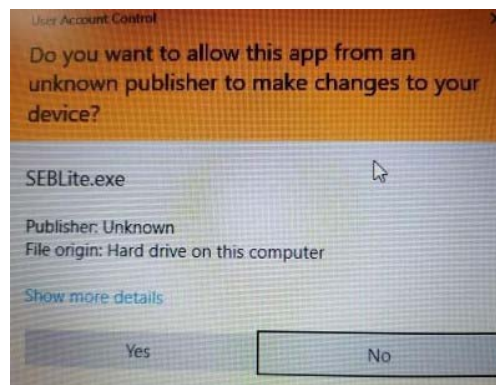 User Account Control
Do you want to allow this app from an
unknown publisher to make changes to your
device?
SEBLite.exe
Publisher: Unknown
File origin: Hard drive on this computer
Show more details
Yes
No